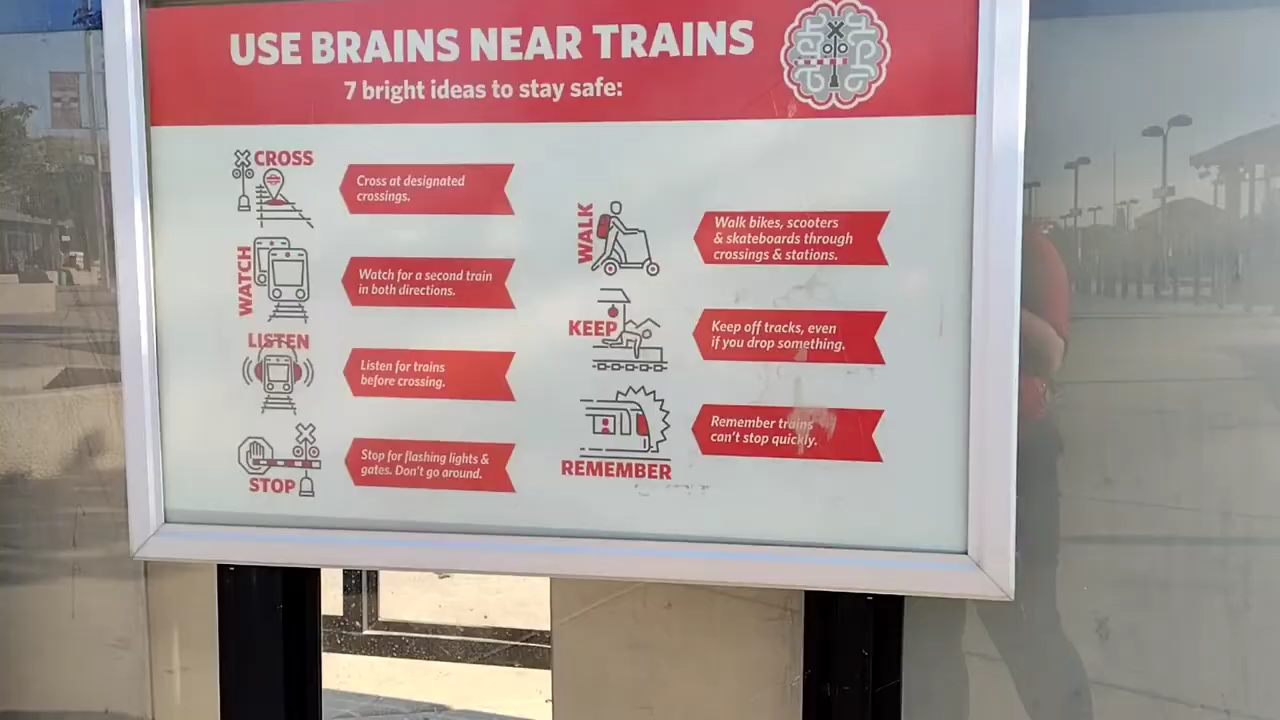 USE BRAINS NEAR TRAINS
7 bright ideas to stay safe:
CROSS
Cross at designated
crossings.
WATCH
Watch for a second train
in both directions.
LISTEN
Listen for trains
before crossing.
STOP
Stop for flashing lights &
gates. Don't go around.
WALK
Walk bikes, scooters
& skateboards through
crossings & stations.
KEEP
Keep off tracks, even
if you drop something.
REMEMBER
Remember trains
can't stop quickly.